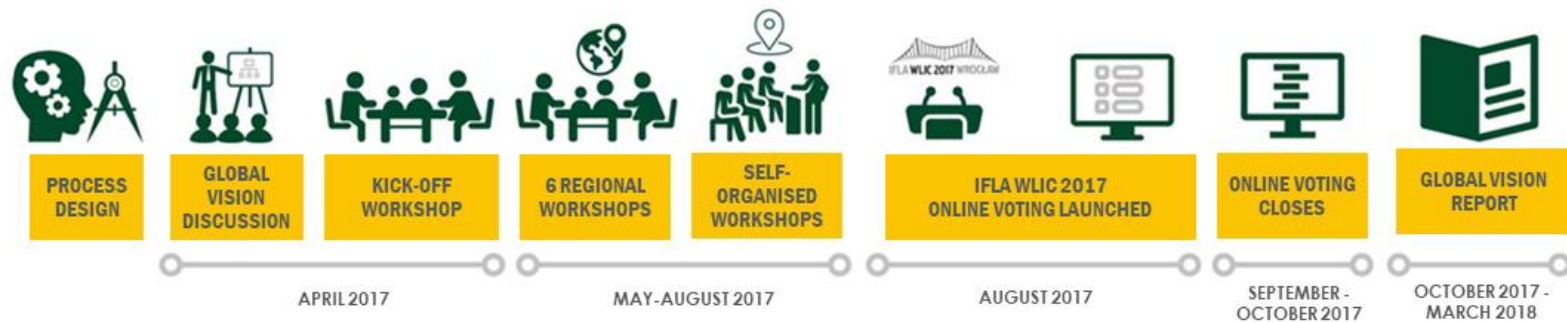 IFLA WLIC 2017 WROCŁAW
PROCESS
DESIGN
GLOBAL
VISION
DISCUSSION
KICK-OFF
WORKSHOP
6 REGIONAL
WORKSHOPS
SELF-
ORGANISED
WORKSHOPS
IFLA WLIC 2017
ONLINE VOTING LAUNCHED
ONLINE VOTING
CLOSES
GLOBAL VISION
REPORT
APRIL 2017
MAY-AUGUST 2017
AUGUST 2017
SEPTEMBER -
OCTOBER 2017
OCTOBER 2017 -
MARCH 2018